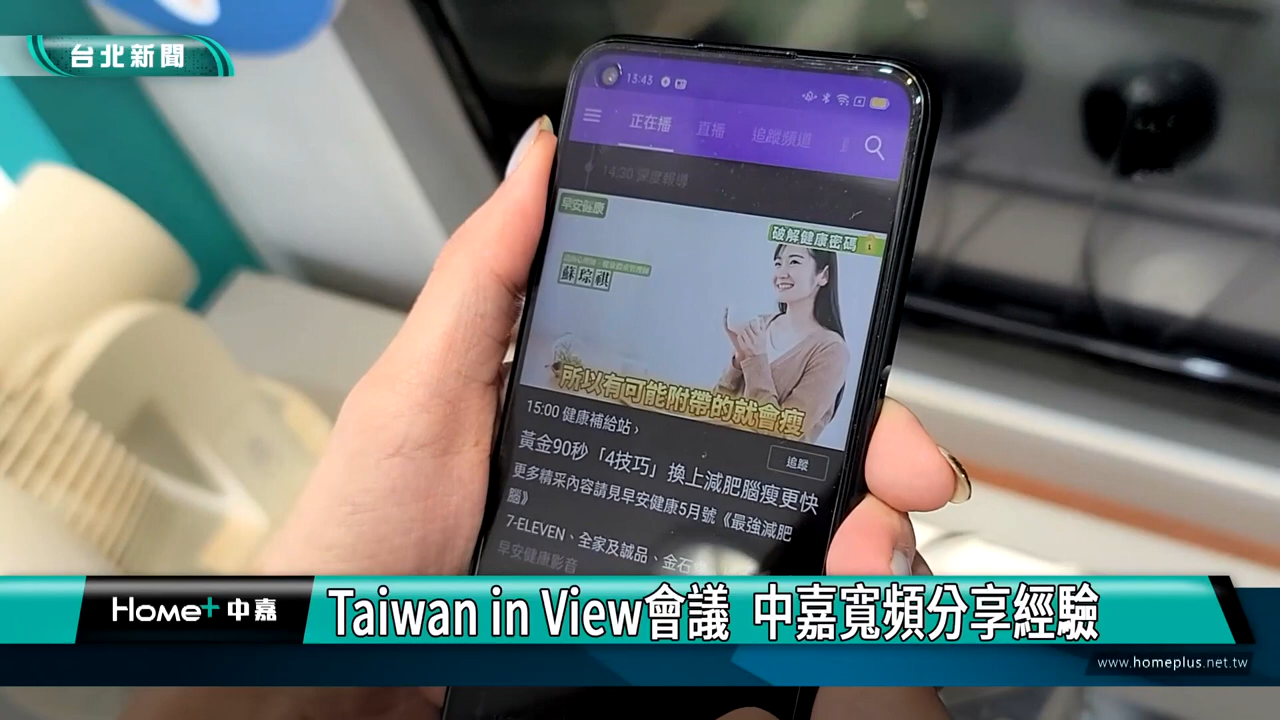 台北新聞
13:43
正在播 直播 追蹤頻道
14:30 深度報導
早安健康
破解健康密碼
蘇琮祺
所以有可能附帶的就會瘦
15:00 健康補給站 ›
追蹤
黃金90秒「4技巧」換上減肥腦瘦更快
更多精采內容請見早安健康5月號《最強減肥
腦》
7-ELEVEN、全家及誠品、金石
早安健康影音
Home+ 中嘉
Taiwan in View會議 中嘉寬頻分享經驗
www.homeplus.net.tw